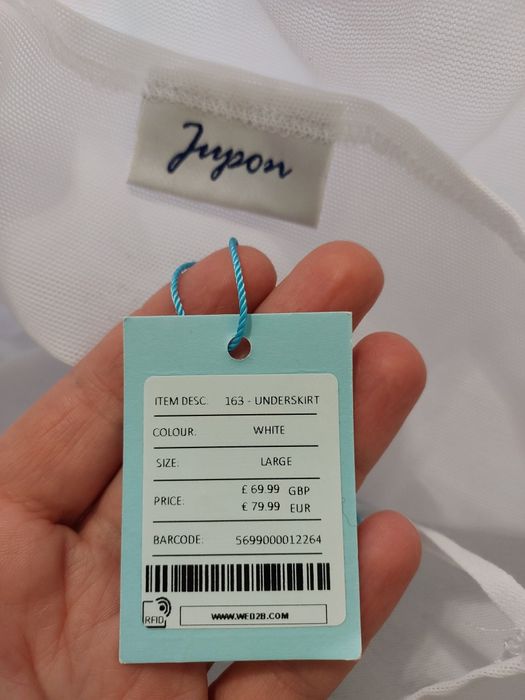 Jupon
ITEM DESC. 163 - UNDERSKIRT
COLOUR: WHITE
SIZE: LARGE
PRICE: £ 69.99 GBP
€ 79.99 EUR
BARCODE: 5699000012264
RFID
WWW.WED2B.COM